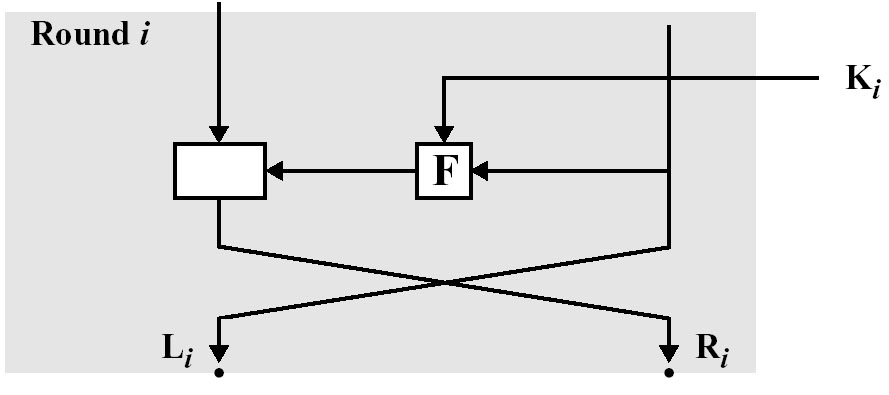 Round i
K_i
F
L_i
R_i